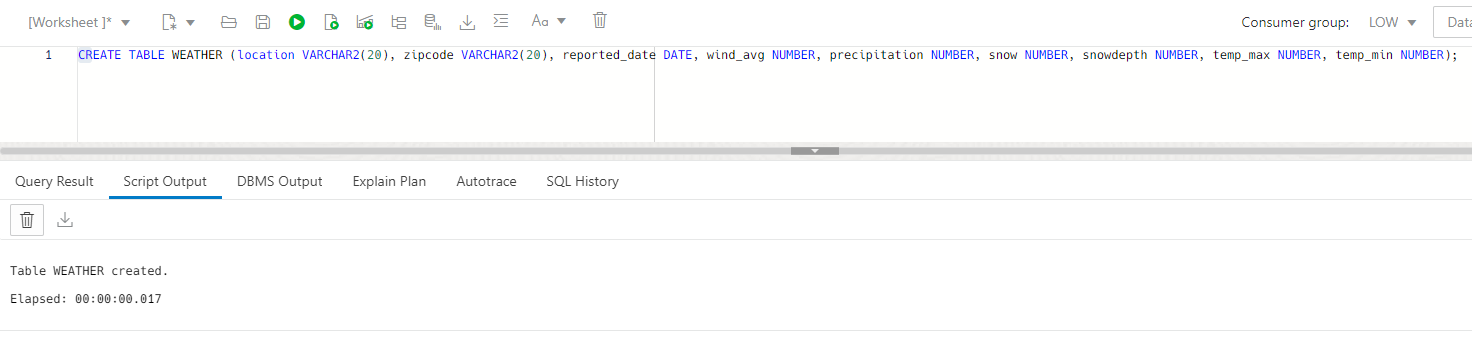 [Worksheet ]*
Aa
Consumer group: LOW
Data
1 CREATE TABLE WEATHER (location VARCHAR2(20), zipcode VARCHAR2(20), reported_date DATE, wind_avg NUMBER, precipitation NUMBER, snow NUMBER, snowdepth NUMBER, temp_max NUMBER, temp_min NUMBER);
Query Result Script Output DBMS Output Explain Plan Autotrace SQL History
Table WEATHER created.
Elapsed: 00:00:00.017